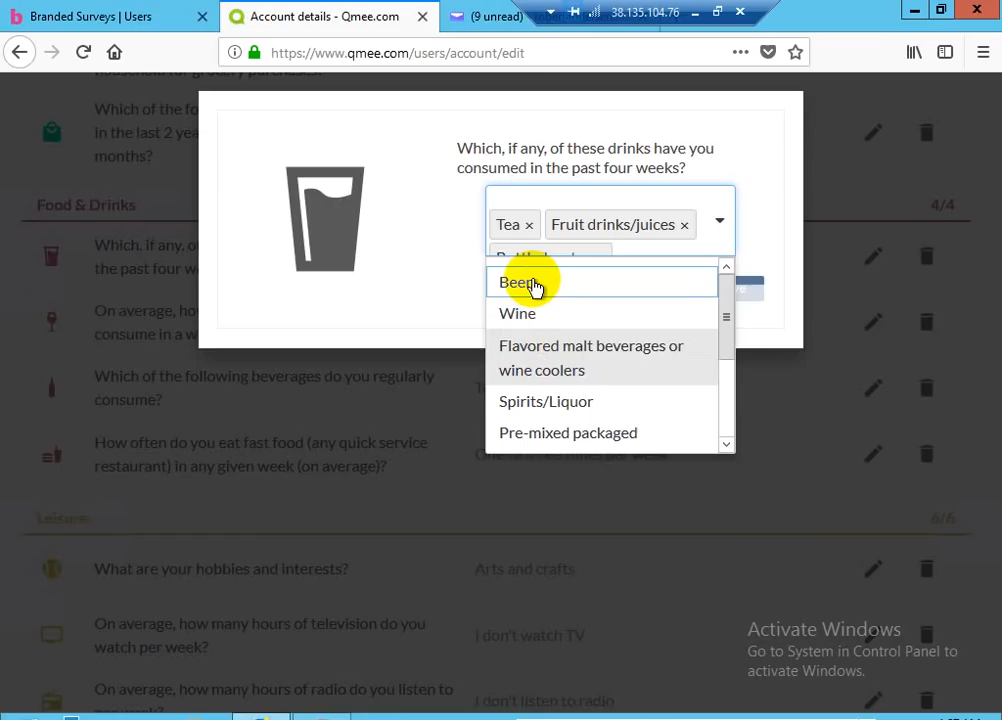 Branded Surveys | Users
Account details - Qmee.com
(9 unread)
38.135.104.76
https://www.qmee.com/users/account/edit
Which of the fo
in the last 2 yea
months?
Food & Drinks
4/4
Which. if any, o
the past four we
On average, ho
consume in a w
Which of the following beverages do you regularly
consume?
How often do you eat fast food (any quick service
restaurant) in any given week (on average)?
Which, if any, of these drinks have you
consumed in the past four weeks?
Tea ×
Fruit drinks/juices ×
Wine
Flavored malt beverages or
wine coolers
Spirits/Liquor
Pre-mixed packaged
Leisure
6/6
What are your hobbies and interests?
Arts and crafts
On average, how many hours of television do you
watch per week?
I don't watch TV
On average, how many hours of radio do you listen to
I don't listen to radio
Activate Windows
Go to System in Control Panel to
activate Windows.